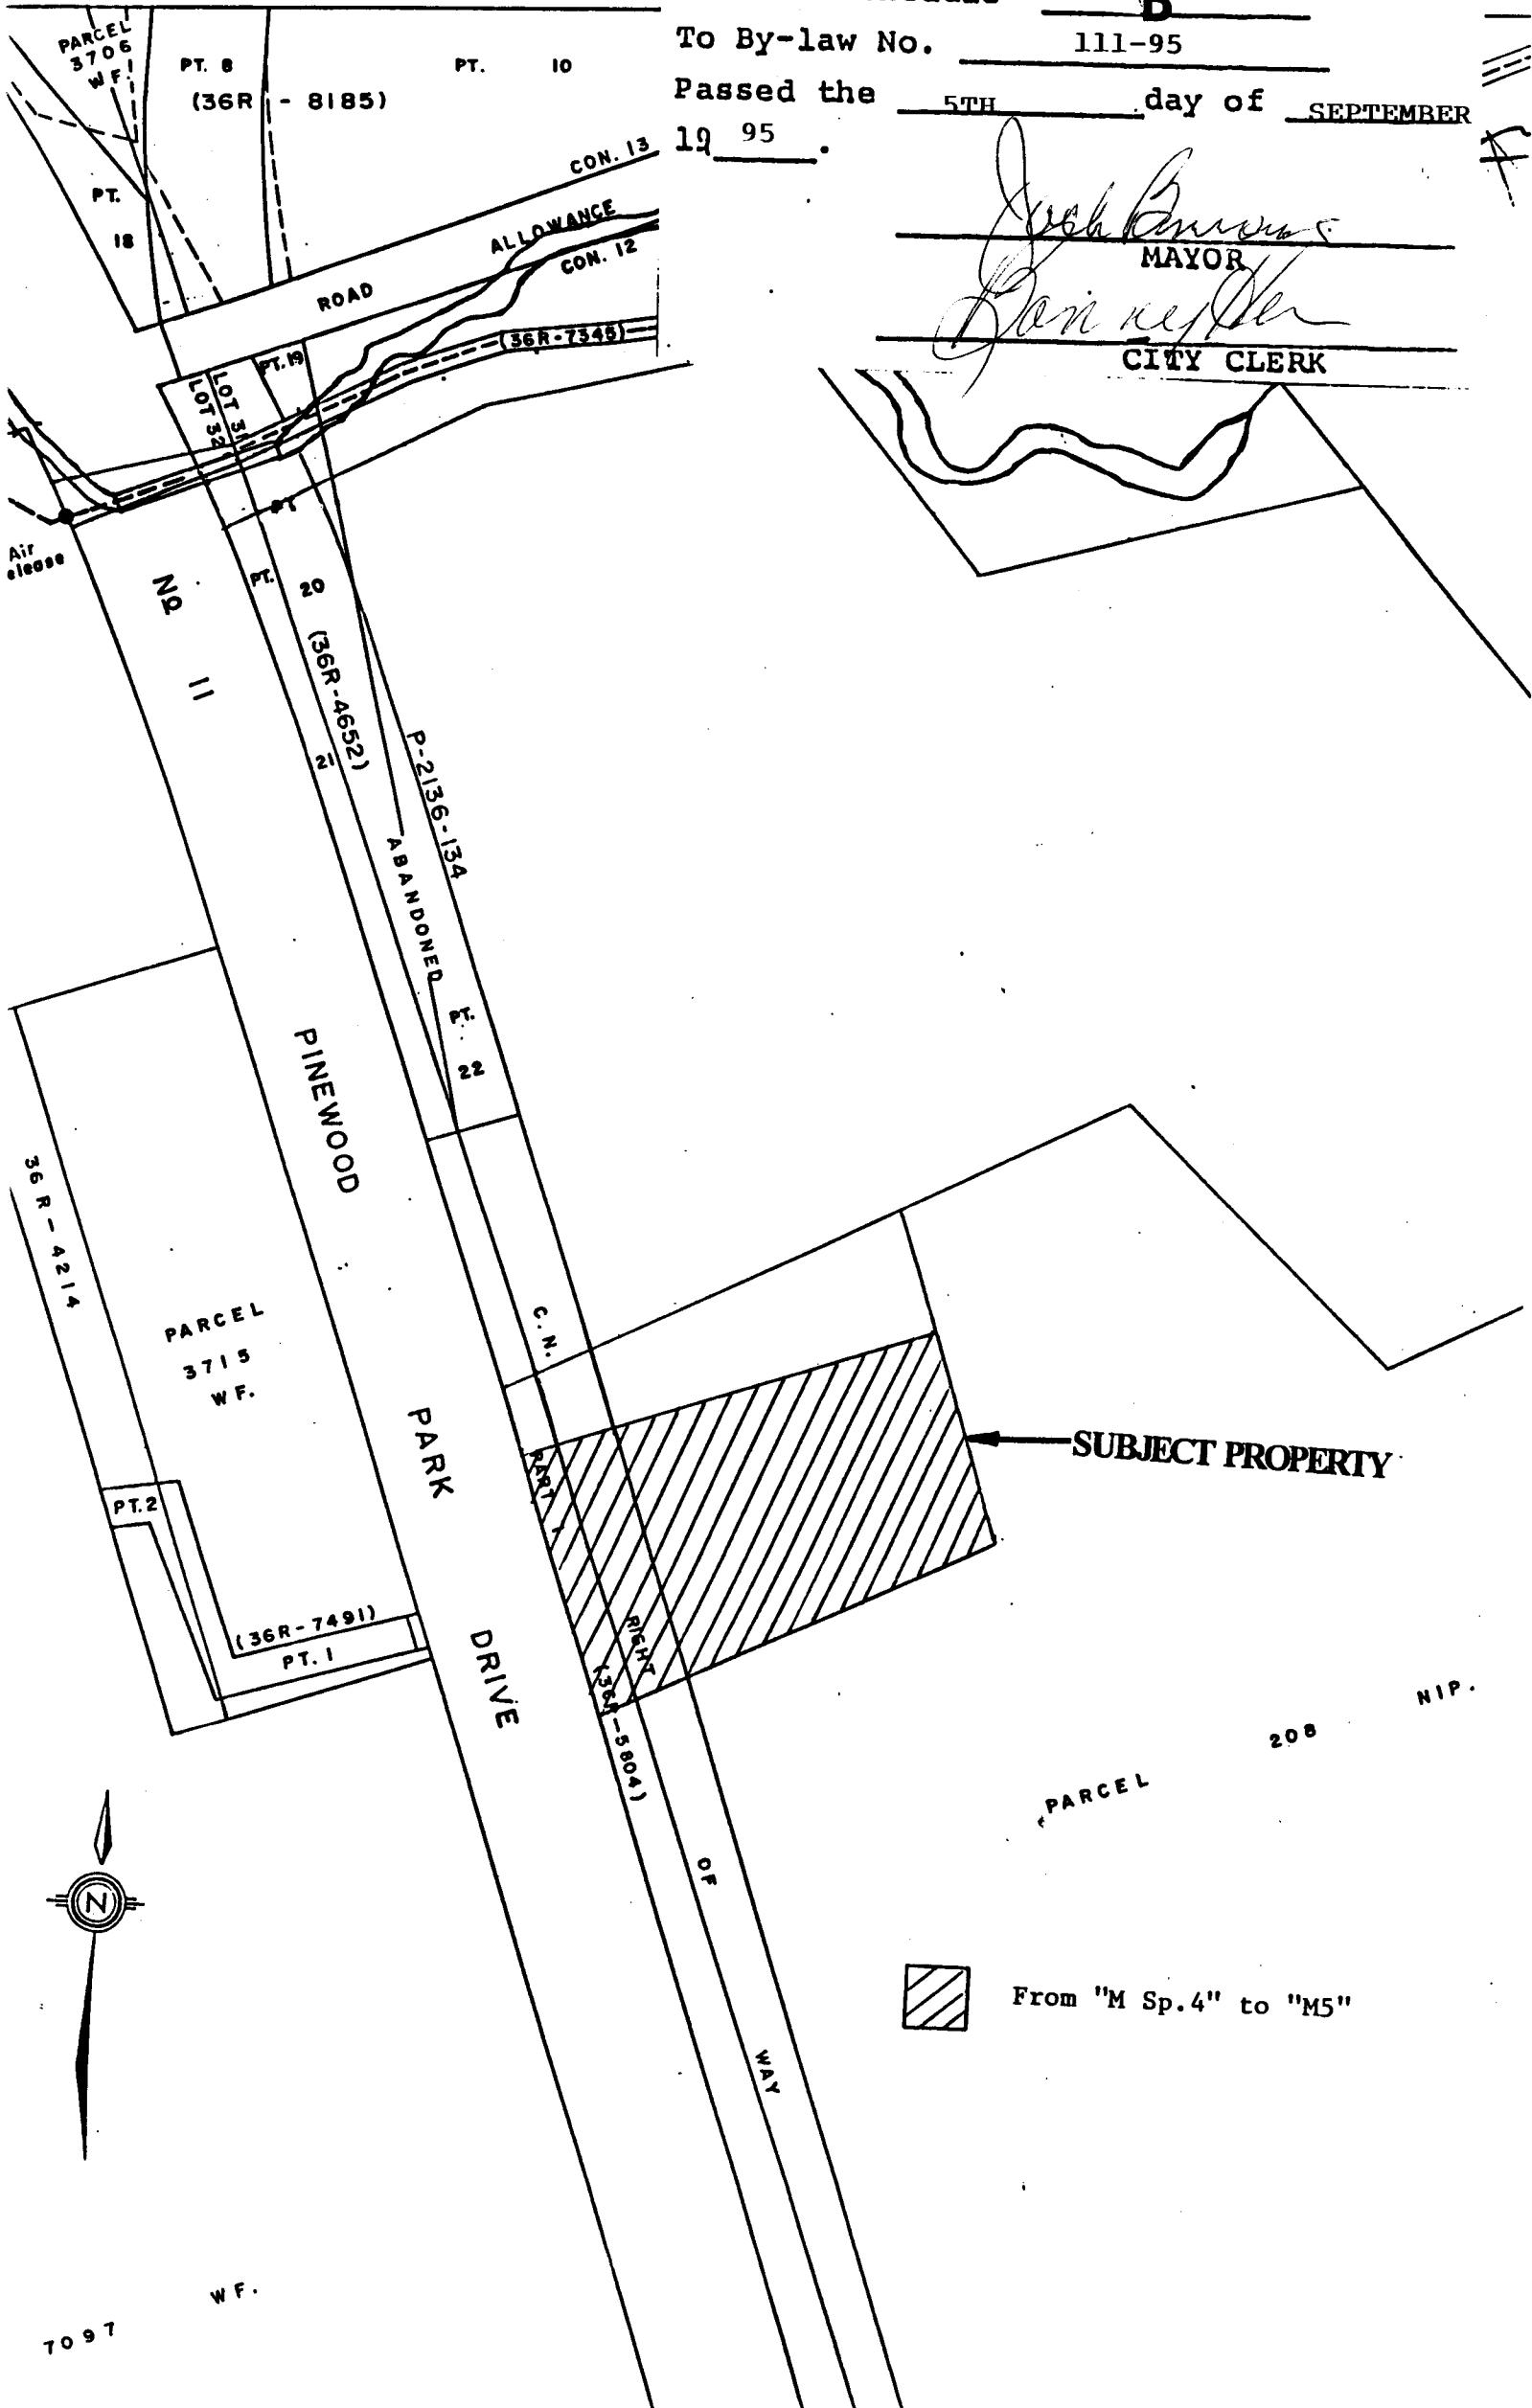 B
To By-law No. 111-95
Passed the 5TH day of SEPTEMBER
19 95.
MAYOR
CITY CLERK
PARCEL
3706
W F.
PT. 8
PT. 10
(36R - 8185)
PT.
18
CON. 13
ROAD ALLOWANCE
CON. 12
(36R-7345)
PT. 19
LOT 31
LOT 32
Air
elease
PT.
PT.
20
(36R-4652)
21
P-2136-134
ABANDONED
PT.
22
NR 11
PINEWOOD PARK DRIVE
36R-4214
PARCEL
3715
W F.
C. N.
RIGHT
OF
WAY
PART 1
(36R-5804)
SUBJECT PROPERTY
PT. 2
(36R-7491)
PT. 1
PARCEL 208 NIP.
N
From "M Sp.4" to "M5"
7097 W F.